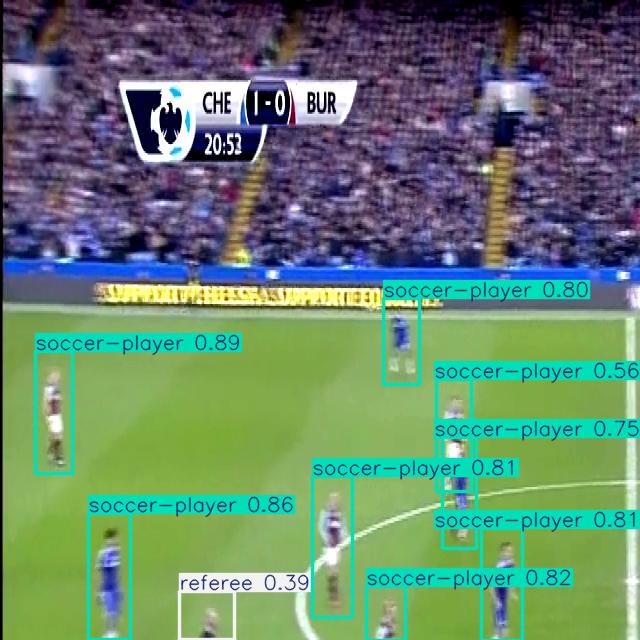 CHE 1-0 BUR
20:53
soccer-player 0.80
soccer-player 0.89
soccer-player 0.56
soccer-player 0.75
soccer-player 0.81
soccer-player 0.86
soccer-player 0.81
referee 0.39
soccer-player 0.82